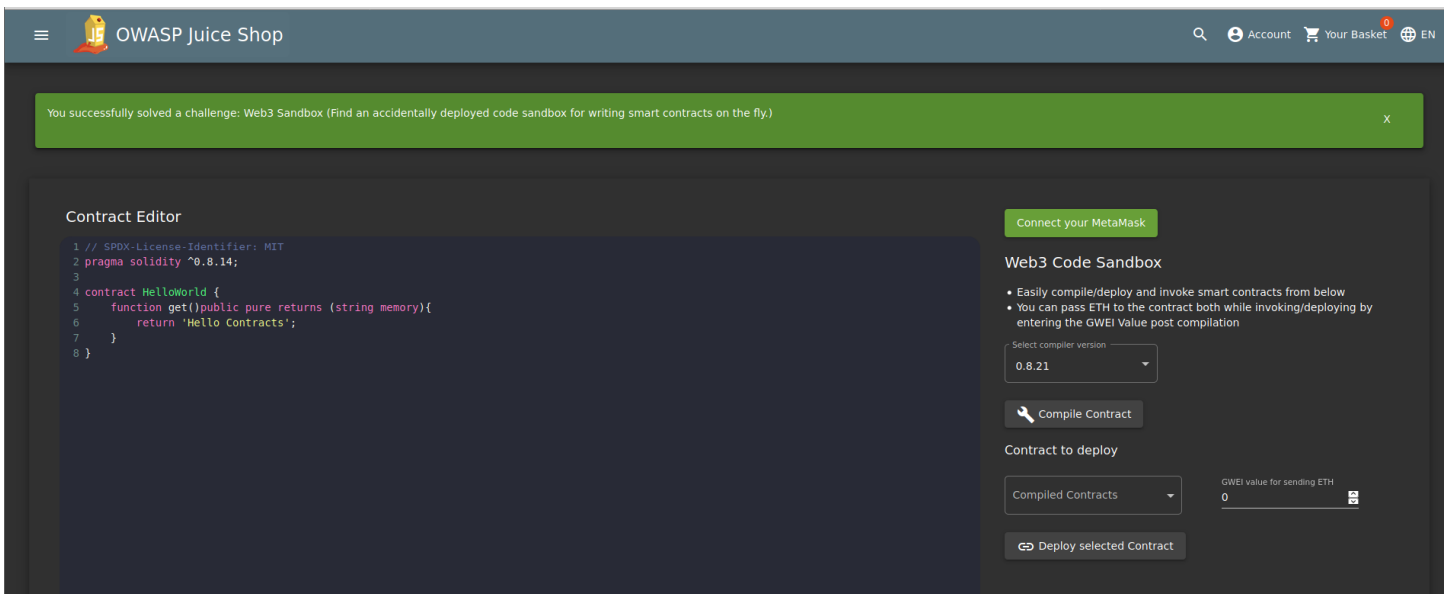 OWASP Juice Shop
Account
0
Your Basket
EN
You successfully solved a challenge: Web3 Sandbox (Find an accidentally deployed code sandbox for writing smart contracts on the fly.)
X
Contract Editor
1 // SPDX-License-Identifier: MIT
2 pragma solidity ^0.8.14;
3
4 contract HelloWorld {
5     function get()public pure returns (string memory){
6         return 'Hello Contracts';
7     }
8 }
Connect your MetaMask
Web3 Code Sandbox
• Easily compile/deploy and invoke smart contracts from below
• You can pass ETH to the contract both while invoking/deploying by
entering the GWEI Value post compilation
Select compiler version
0.8.21
Compile Contract
Contract to deploy
Compiled Contracts
GWEI value for sending ETH
0
Deploy selected Contract